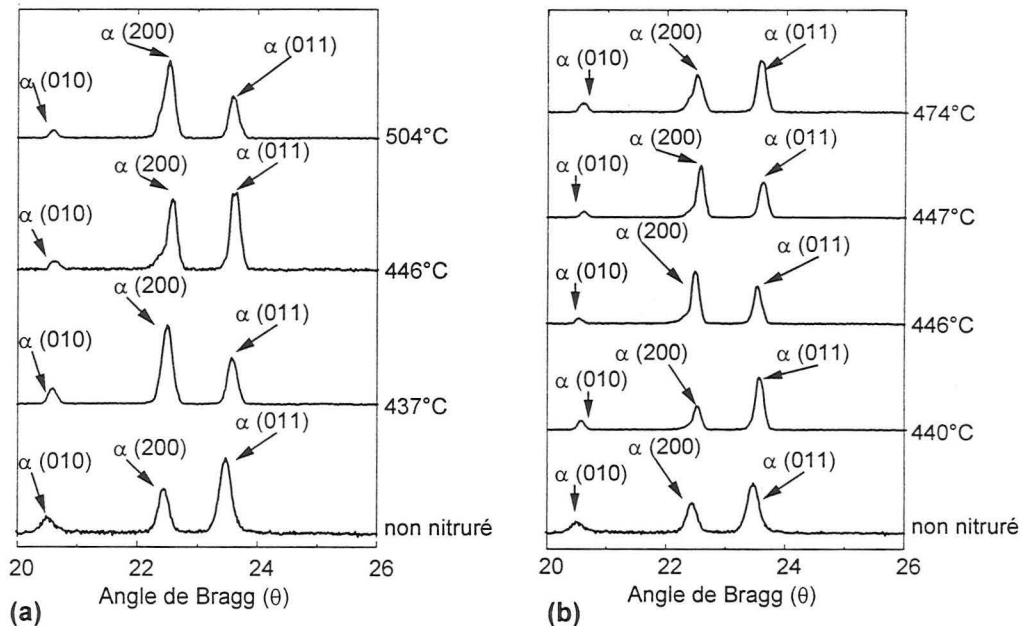 α (200)
α (011)
α (010)
504°C
α (200)
α (011)
α (010)
446°C
α (200)
α (010)
α (011)
437°C
α (011)
α (200)
α (010)
non nitruré
20 22 24 26
Angle de Bragg (θ)
(a)
α (200)
α (011)
α (010)
474°C
α (200)
α (011)
α (010)
447°C
α (200)
α (011)
α (010)
446°C
α (200)
α (011)
α (010)
440°C
α (200)
α (011)
α (010)
non nitruré
20 22 24 26
Angle de Bragg (θ)
(b)